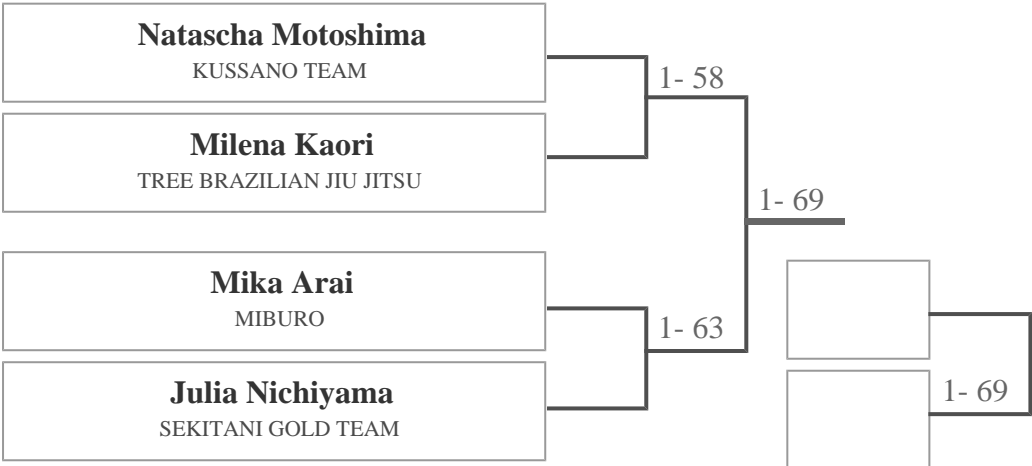 Natascha Motoshima
KUSSANO TEAM
1- 58
Milena Kaori
TREE BRAZILIAN JIU JITSU
1- 69
Mika Arai
MIBURO
1- 63
Julia Nichiyama
SEKITANI GOLD TEAM
1- 69